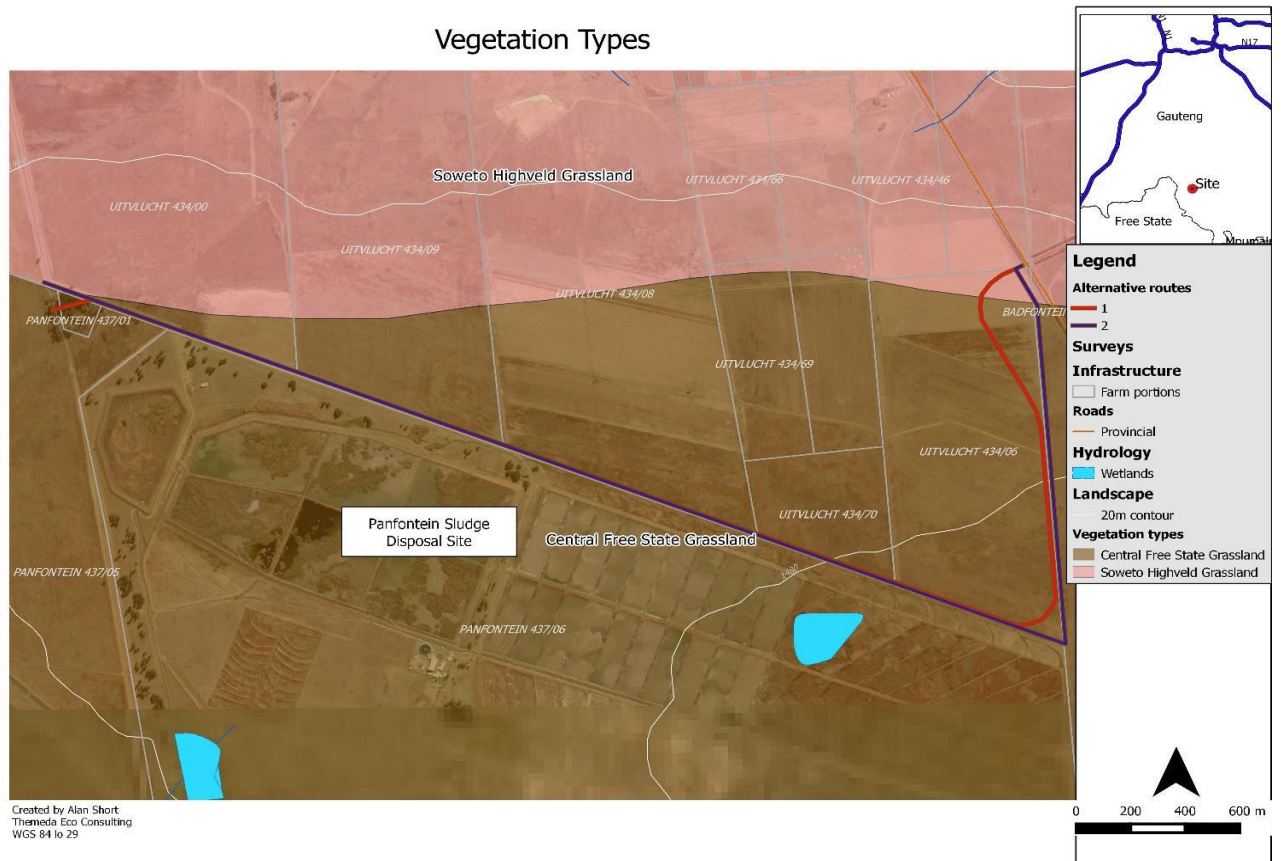 Vegetation Types
N1
N1
N17
Gauteng
Site
Free State
Soweto Highveld Grassland
UITVLUCHT 434/66
UITVLUCHT 434/46
UITVLUCHT 434/00
UITVLUCHT 434/09
UITVLUCHT 434/08
PANFONTEIN 437/01
UITVLUCHT 434/69
UITVLUCHT 434/06
UITVLUCHT 434/70
Panfontein Sludge
Disposal Site
Central Free State Grassland
1480
PANFONTEIN 437/05
PANFONTEIN 437/06
Legend
Alternative routes
1
2
Surveys
Infrastructure
Farm portions
Roads
Provincial
Hydrology
Wetlands
Landscape
20m contour
Vegetation types
Central Free State Grassland
Soweto Highveld Grassland
0 200 400 600 m
Created by Alan Short
Themeda Eco Consulting
WGS 84 lo 29